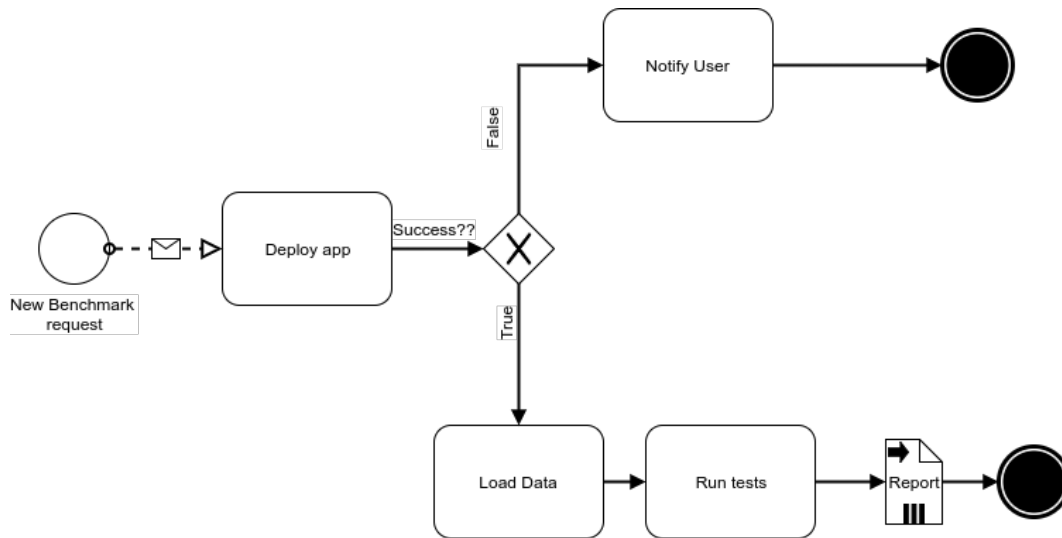 Notify User
False
Deploy app
Success??
New Benchmark
request
True
Load Data
Run tests
Report